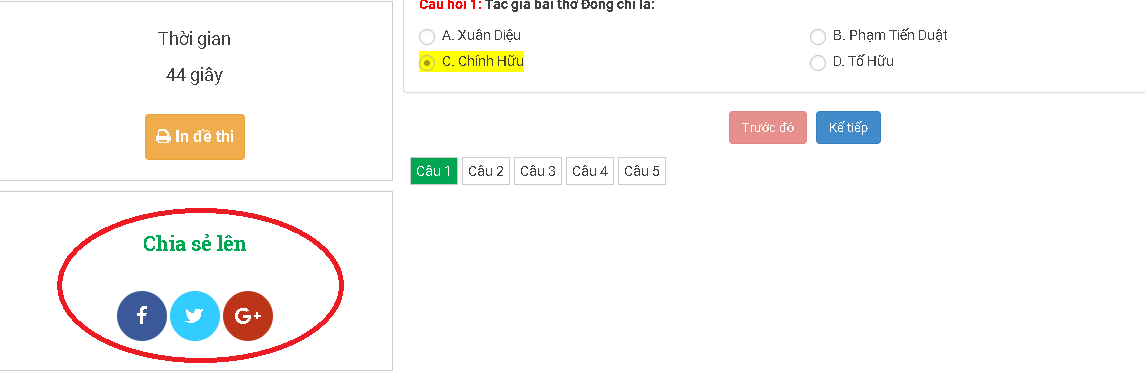 Thời gian
44 giây
In đề thi
Chia sẻ lên
f
G+
Câu hỏi 1: Tác giả bài thơ Đồng chí là:
A. Xuân Diệu
B. Phạm Tiến Duật
C. Chính Hữu
D. Tố Hữu
Trước đó
Kế tiếp
Câu 1 Câu 2 Câu 3 Câu 4 Câu 5